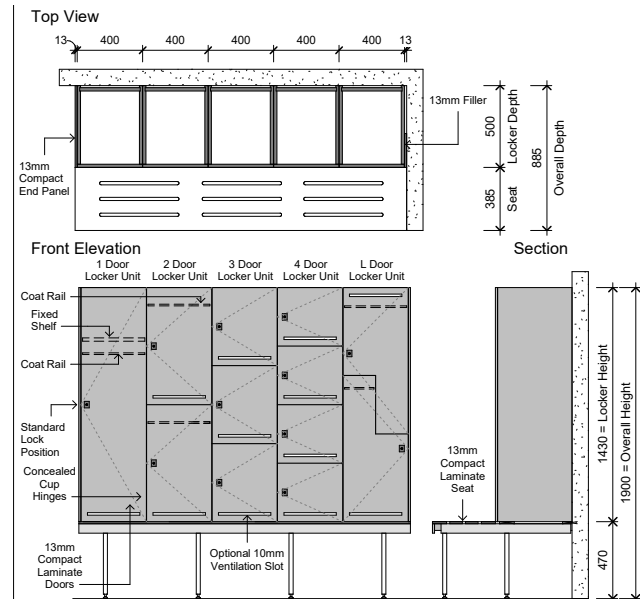 Top View
13 400 400 400 400 400 13
13mm Filler
13mm
Compact
End Panel
500
Locker Depth
385
Seat
885
Overall Depth
Front Elevation
Section
1 Door
Locker Unit
2 Door
Locker Unit
3 Door
Locker Unit
4 Door
Locker Unit
L Door
Locker Unit
Coat Rail
Fixed
Shelf
Coat Rail
Standard
Lock
Position
Concealed
Cup
Hinges
13mm
Compact
Laminate
Doors
Optional 10mm
Ventilation Slot
13mm
Compact
Laminate
Seat
1430 = Locker Height
470
1900 = Overall Height